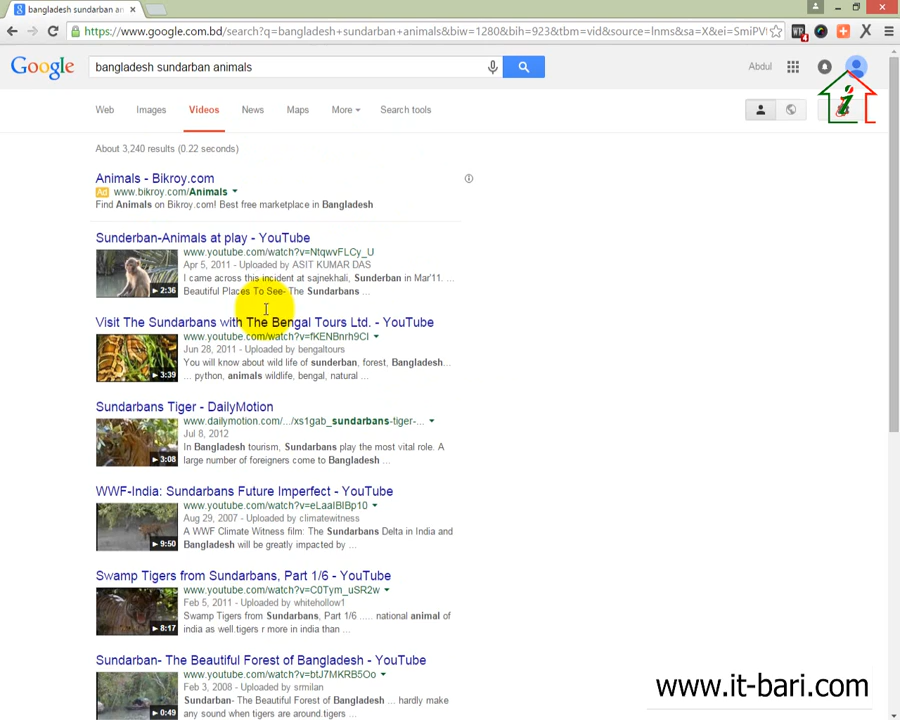 bangladesh sundarban an
https://www.google.com.bd/search?q=bangladesh+sundarban+animals&biw=1280&bih=923&tbm=vid&source=lnms&sa=X&ei=SmiPV
4
Google
bangladesh sundarban animals
Abdul
Web Images Videos News Maps More Search tools
About 3,240 results (0.22 seconds)
Animals - Bikroy.com
Ad www.bikroy.com/Animals
Find Animals on Bikroy.com! Best free marketplace in Bangladesh
Sunderban-Animals at play - YouTube
www.youtube.com/watch?v=NtqwvFLCy_U
Apr 5, 2011 - Uploaded by ASIT KUMAR DAS
I came across this incident at sajnekhali, Sunderban in Mar'11. ...
Beautiful Places To See- The Sundarbans ...
2:36
Visit The Sundarbans with The Bengal Tours Ltd. - YouTube
www.youtube.com/watch?v=fKENBnrh9CI
Jun 28, 2011 - Uploaded by bengaltours
You will know about wild life of sunderban, forest, Bangladesh...
... python, animals wildlife, bengal, natural ...
3:39
Sundarbans Tiger - DailyMotion
www.dailymotion.com/.../xs1gab_sundarbans-tiger-...
Jul 8, 2012
In Bangladesh tourism, Sundarbans play the most vital role. A
large number of foreigners come to Bangladesh ...
3:08
WWF-India: Sundarbans Future Imperfect - YouTube
www.youtube.com/watch?v=eLaaIBIBp10
Aug 29, 2007 - Uploaded by climatewitness
A WWF Climate Witness film: The Sundarbans Delta in India and
Bangladesh will be greatly impacted by ...
9:50
Swamp Tigers from Sundarbans, Part 1/6 - YouTube
www.youtube.com/watch?v=C0Tym_uSR2w
Feb 5, 2011 - Uploaded by whitehollow1
Swamp Tigers from Sundarbans, Part 1/6 ..... national animal of
india as well.tigers r more in india than ...
8:17
Sundarban- The Beautiful Forest of Bangladesh - YouTube
www.youtube.com/watch?v=btJ7MKRB5Oo
Feb 3, 2008 - Uploaded by srmilan
Sundarban- The Beautiful Forest of Bangladesh ... hardly make
any sound when tigers are around.tigers ...
0:49
www.it-bari.com